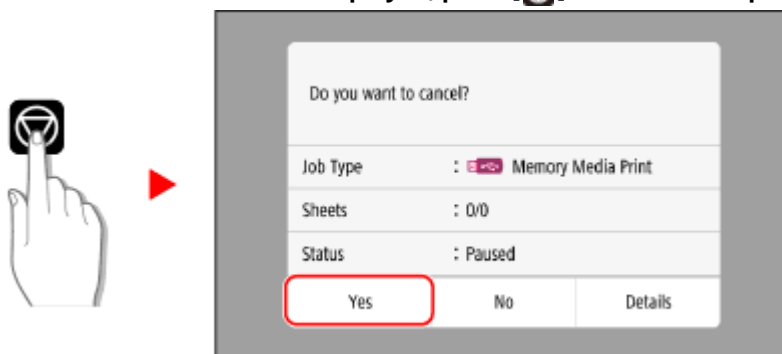 Do you want to cancel?
Job Type : Memory Media Print
Sheets : 0/0
Status : Paused
Yes No Details